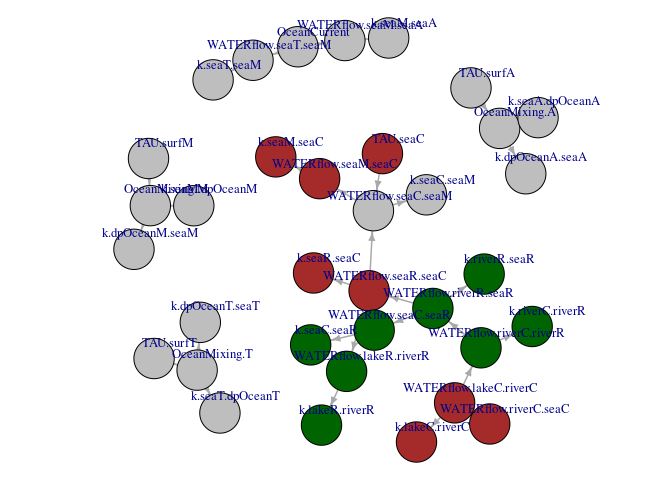 k.seaM.seaA
WATERflow.seaM.seaA
OceanCurrent
WATERflow.seaT.seaM
k.seaT.seaM
TAU.surfA
k.seaA.dpOceanA
OceanMixing.A
k.dpOceanA.seaA
TAU.surfM
k.seaM.seaC
TAU.seaC
WATERflow.seaM.seaC
k.seaC.seaM
WATERflow.seaC.seaM
OceanMixing.M
k.dpOceanM.seaM
k.seaR.seaC
k.riverR.seaR
WATERflow.seaR.seaC
WATERflow.riverR.seaR
k.dpOceanT.seaT
k.riverC.riverR
WATERflow.seaC.seaR
k.seaC.seaR
WATERflow.riverC.riverR
TAU.surfT
OceanMixing.T
WATERflow.lakeR.riverR
k.seaT.dpOceanT
WATERflow.lakeC.riverC
k.lakeR.riverR
WATERflow.riverC.seaC
k.lakeC.riverC